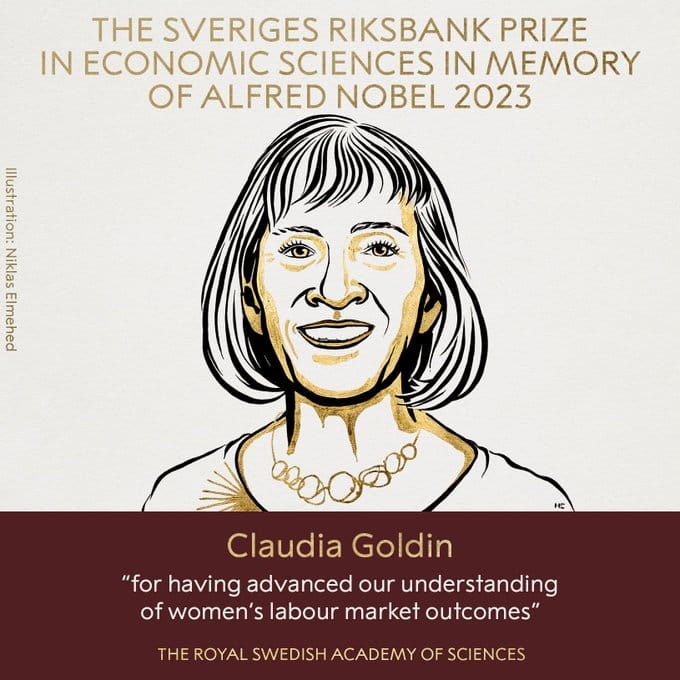 THE SVERIGES RIKSBANK PRIZE
IN ECONOMIC SCIENCES IN MEMORY
OF ALFRED NOBEL 2023
Illustration: Niklas Elmehed
Claudia Goldin
“for having advanced our understanding
of women’s labour market outcomes”
THE ROYAL SWEDISH ACADEMY OF SCIENCES